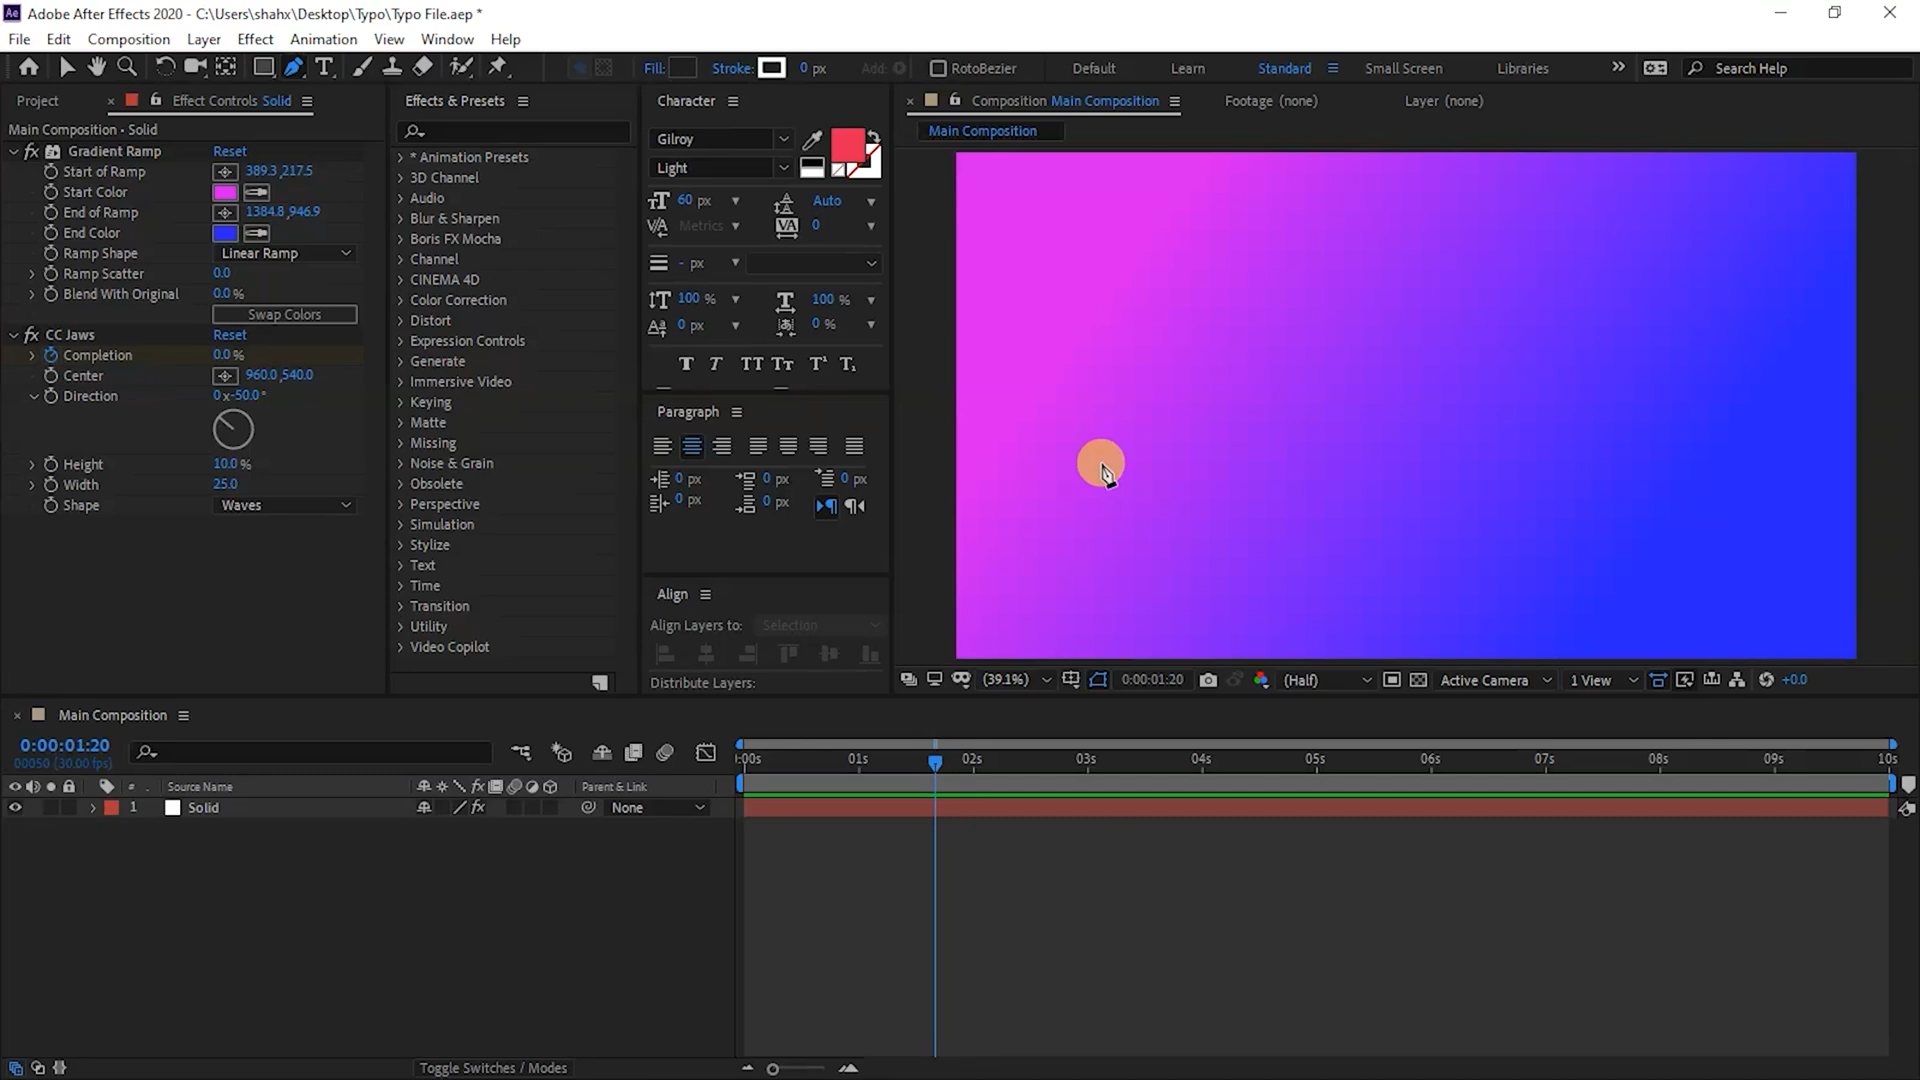 Ae Adobe After Effects 2020 - C:\Users\shahx\Desktop\Typo\Typo File.aep *
File Edit Composition Layer Effect Animation View Window Help
Fill: Stroke: 0 px Add: RotoBezier Default Learn Standard Small Screen Libraries Search Help
Project Effect Controls Solid
Main Composition • Solid
Gradient Ramp Reset
Start of Ramp 389.3,217.5
Start Color
End of Ramp 1384.8,946.9
End Color
Ramp Shape Linear Ramp
Ramp Scatter 0.0
Blend With Original 0.0 %
Swap Colors
CC Jaws Reset
Completion 0.0 %
Center 960.0,540.0
Direction 0x-50.0°
Height 10.0 %
Width 25.0
Shape Waves
Effects & Presets
* Animation Presets
3D Channel
Audio
Blur & Sharpen
Boris FX Mocha
Channel
CINEMA 4D
Color Correction
Distort
Expression Controls
Generate
Immersive Video
Keying
Matte
Missing
Noise & Grain
Obsolete
Perspective
Simulation
Stylize
Text
Time
Transition
Utility
Video Copilot
Character
Gilroy
Light
60 px Auto
Metrics 0
- px
100 % 100 %
0 px 0 %
T T TT Tt T¹ T₁
Paragraph
0 px 0 px 0 px
0 px 0 px
Align
Align Layers to: Selection
Distribute Layers:
Composition Main Composition Footage (none) Layer (none)
Main Composition
(39.1%) 0:00:01:20 (Half) Active Camera 1 View +0.0
Main Composition
0:00:01:20
00050 (30.00 fps)
:00s 01s 02s 03s 04s 05s 06s 07s 08s 09s 10s
# Source Name Parent & Link
1 Solid None
Toggle Switches / Modes